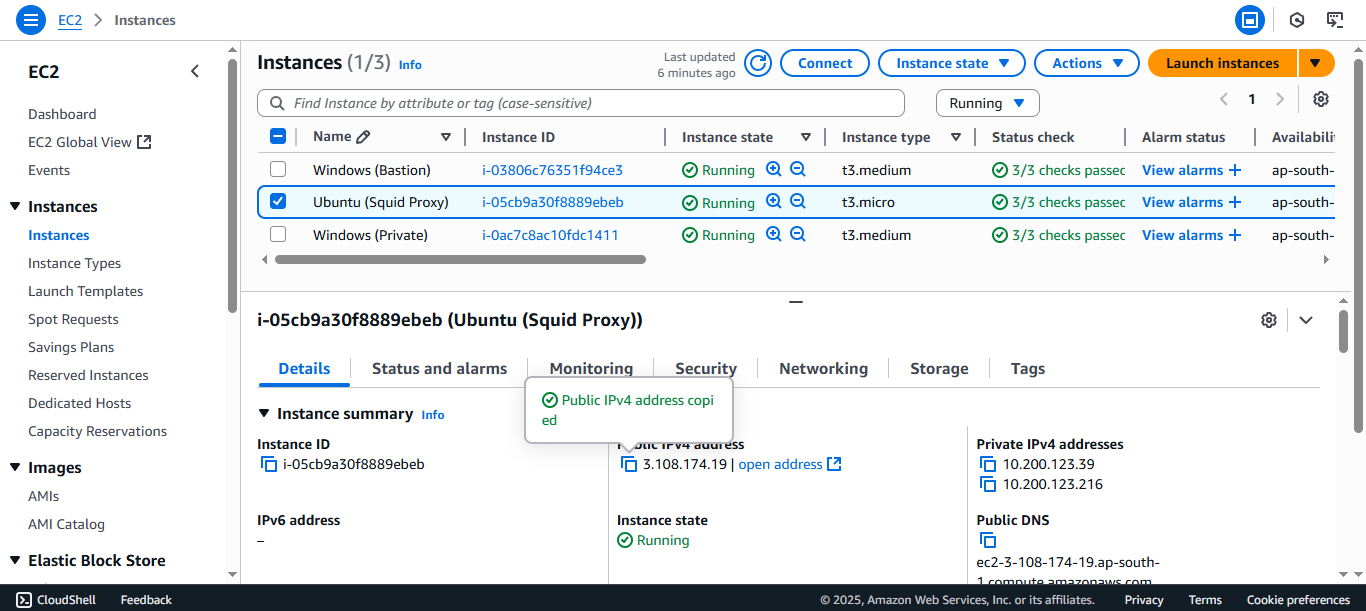 EC2 > Instances
EC2
Dashboard
EC2 Global View
Events
Instances
Instances
Instance Types
Launch Templates
Spot Requests
Savings Plans
Reserved Instances
Dedicated Hosts
Capacity Reservations
Images
AMIs
AMI Catalog
Elastic Block Store
Instances (1/3) Info
Last updated
6 minutes ago
Connect
Instance state
Actions
Launch instances
Find Instance by attribute or tag (case-sensitive)
Running
1
Name Instance ID Instance state Instance type Status check Alarm status Availabili
Windows (Bastion) i-03806c76351f94ce3 Running t3.medium 3/3 checks passed View alarms + ap-south-
Ubuntu (Squid Proxy) i-05cb9a30f8889ebeb Running t3.micro 3/3 checks passed View alarms + ap-south-
Windows (Private) i-0ac7c8ac10fdc1411 Running t3.medium 3/3 checks passed View alarms + ap-south-
i-05cb9a30f8889ebeb (Ubuntu (Squid Proxy))
Details Status and alarms Monitoring Security Networking Storage Tags
Public IPv4 address copi
ed
Instance summary Info
Instance ID
i-05cb9a30f8889ebeb
Public IPv4 address
3.108.174.19 | open address
Private IPv4 addresses
10.200.123.39
10.200.123.216
IPv6 address
–
Instance state
Running
Public DNS
ec2-3-108-174-19.ap-south-
1.compute.amazonaws.com
CloudShell Feedback © 2025, Amazon Web Services, Inc. or its affiliates. Privacy Terms Cookie preferences